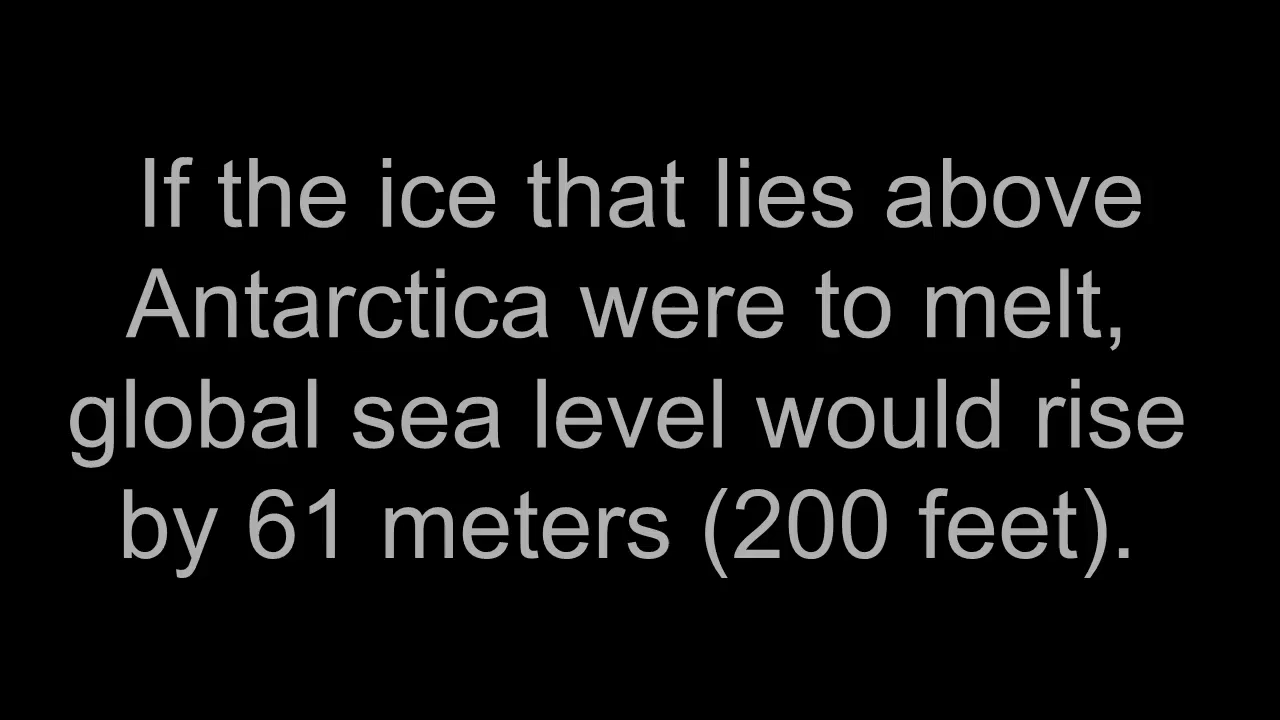 If the ice that lies above
Antarctica were to melt,
global sea level would rise
by 61 meters (200 feet).